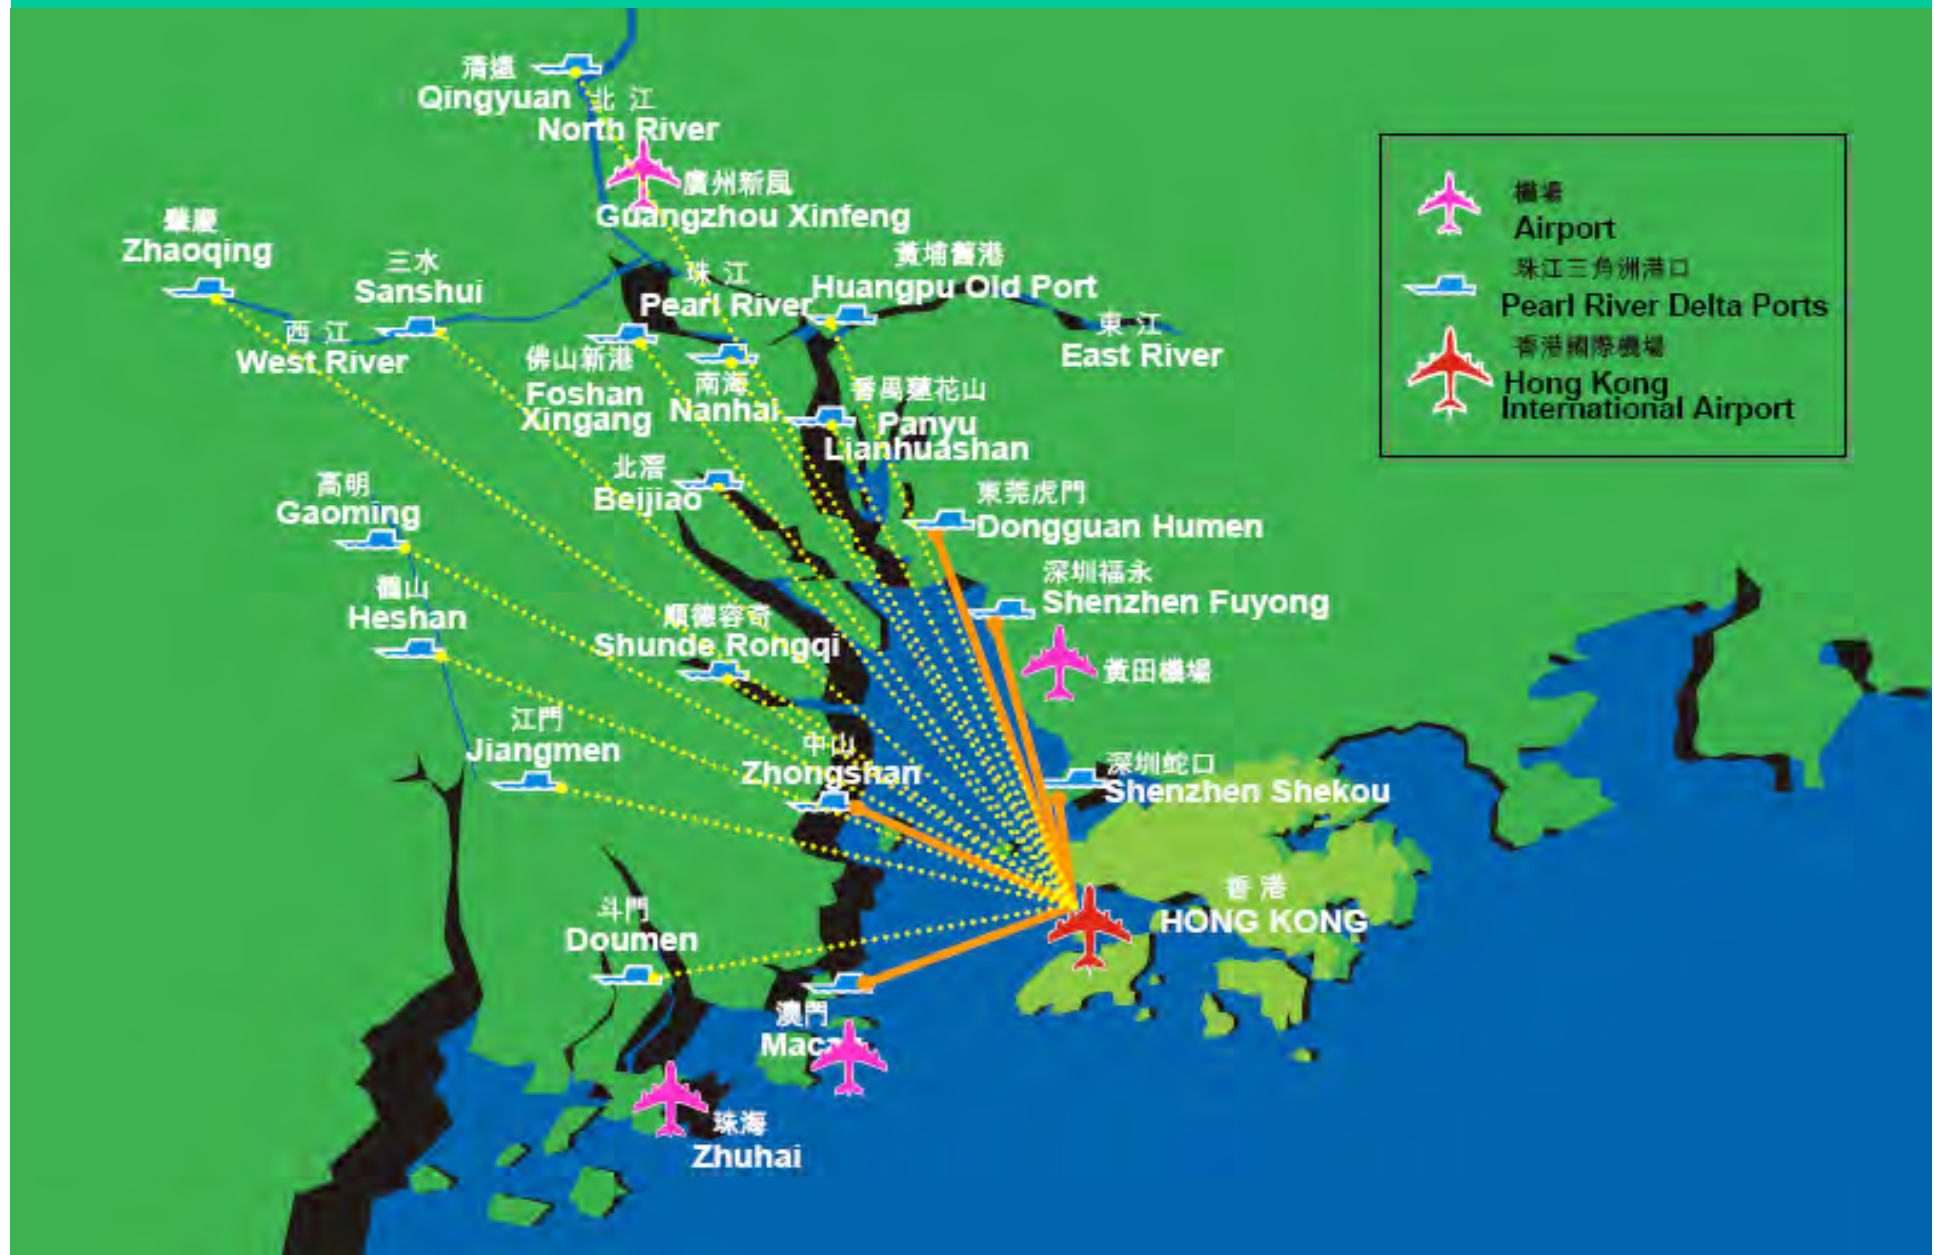 清遠
Qingyuan
北 江
North River
廣州新風
Guangzhou Xinfeng
肇慶
Zhaoqing
三水
Sanshui
珠 江
Pearl River
黃埔舊港
Huangpu Old Port
西 江
West River
東 江
East River
佛山新港
Foshan
Xingang
南海
Nanhai
番禺蓮花山
Panyu
Lianhuashan
北滘
Beijiao
高明
Gaoming
東莞虎門
Dongguan Humen
鶴山
Heshan
深圳福永
Shenzhen Fuyong
順德容奇
Shunde Rongqi
黃田機場
江門
Jiangmen
中山
Zhongshan
深圳蛇口
Shenzhen Shekou
香 港
HONG KONG
斗門
Doumen
澳門
珠海
Zhuhai
機場
Airport
珠江三角洲港口
Pearl River Delta Ports
香港國際機場
Hong Kong
International Airport